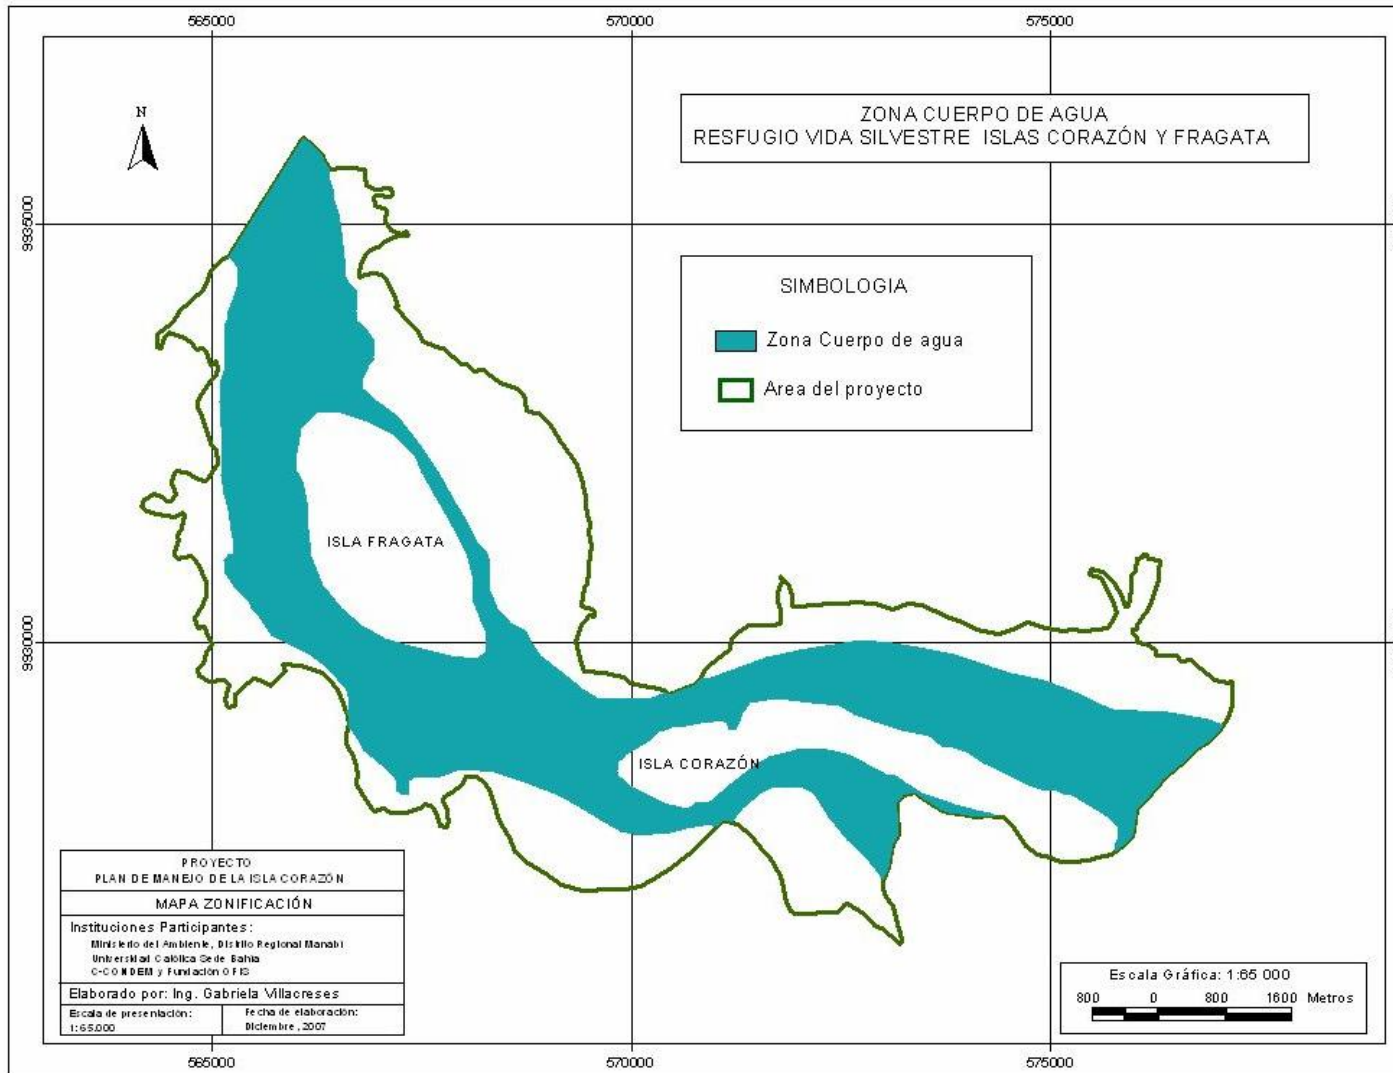 565000
570000
575000
N
ZONA CUERPO DE AGUA
RESFUGIO VIDA SILVESTRE ISLAS CORAZÓN Y FRAGATA
9935000
SIMBOLOGIA
Zona Cuerpo de agua
Area del proyecto
ISLA FRAGATA
9930000
ISLA CORAZÓN
PROYECTO
PLAN DE MANEJO DE LA ISLA CORAZÓN
MAPA ZONIFICACIÓN
Instituciones Participantes:
Ministerio del Ambiente, Distrito Regional Manabí
Universidad Católica Sede Bahía
C-CONDEM y Fundación OFIS
Elaborado por: Ing. Gabriela Villacreses
Escala de presentación:
1:65.000
Fecha de elaboración:
Diciembre, 2007
Escala Gráfica: 1:65 000
800 0 800 1600 Metros
565000
570000
575000